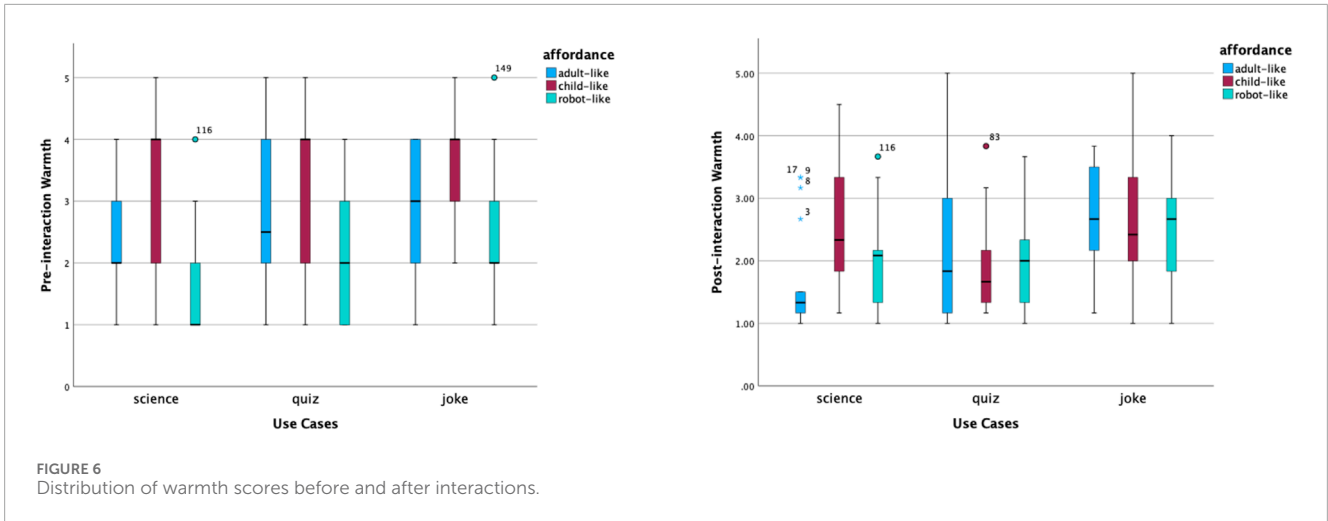 affordance
adult-like
child-like
robot-like
Pre-interaction Warmth
5
4
3
2
1
0
116
149
science
quiz
joke
Use Cases
affordance
adult-like
child-like
robot-like
Post-interaction Warmth
5.00
4.00
3.00
2.00
1.00
.00
17 9
8
3
116
83
science
quiz
joke
Use Cases
FIGURE 6
Distribution of warmth scores before and after interactions.